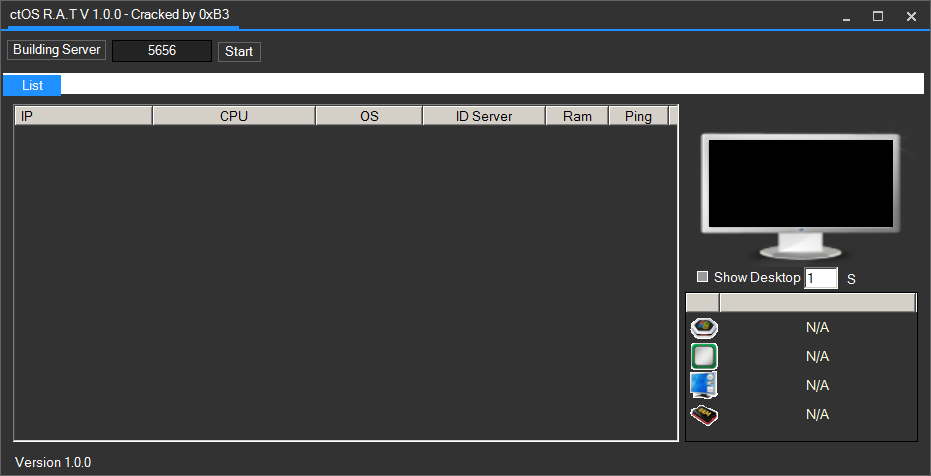 ctOS R.A.T V 1.0.0 - Cracked by 0xB3
Building Server 5656 Start
List
IP CPU OS ID Server Ram Ping
Show Desktop 1 S
N/A
N/A
N/A
N/A
Version 1.0.0